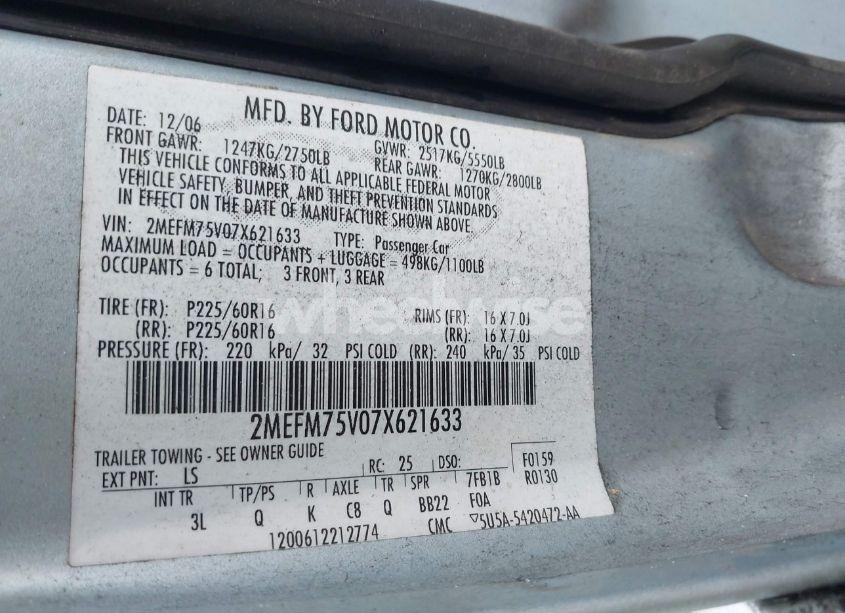 MFD. BY FORD MOTOR CO.
DATE: 12/06 GVWR: 2517KG/5550LB
FRONT GAWR: 1247KG/2750LB REAR GAWR: 1270KG/2800LB
THIS VEHICLE CONFORMS TO ALL APPLICABLE FEDERAL MOTOR
VEHICLE SAFETY, BUMPER, AND THEFT PREVENTION STANDARDS
IN EFFECT ON THE DATE OF MANUFACTURE SHOWN ABOVE.
VIN: 2MEFM75V07X621633 TYPE: Passenger Car
MAXIMUM LOAD = OCCUPANTS + LUGGAGE = 498KG/1100LB
OCCUPANTS = 6 TOTAL; 3 FRONT, 3 REAR
TIRE (FR): P225/60R16 RIMS (FR): 16 X 7.0J
(RR): P225/60R16 (RR): 16 X 7.0J
PRESSURE (FR): 220 kPa/ 32 PSI COLD (RR): 240 kPa/ 35 PSI COLD
wheelwise
2MEFM75V07X621633
TRAILER TOWING - SEE OWNER GUIDE
EXT PNT: LS RC: 25 DSO: F0159
R0130
INT TR TP/PS R AXLE TR SPR 7FB1B
3L Q K C8 Q BB22 FOA
1200612212774 CMC ▽5U5A-5420472-AA